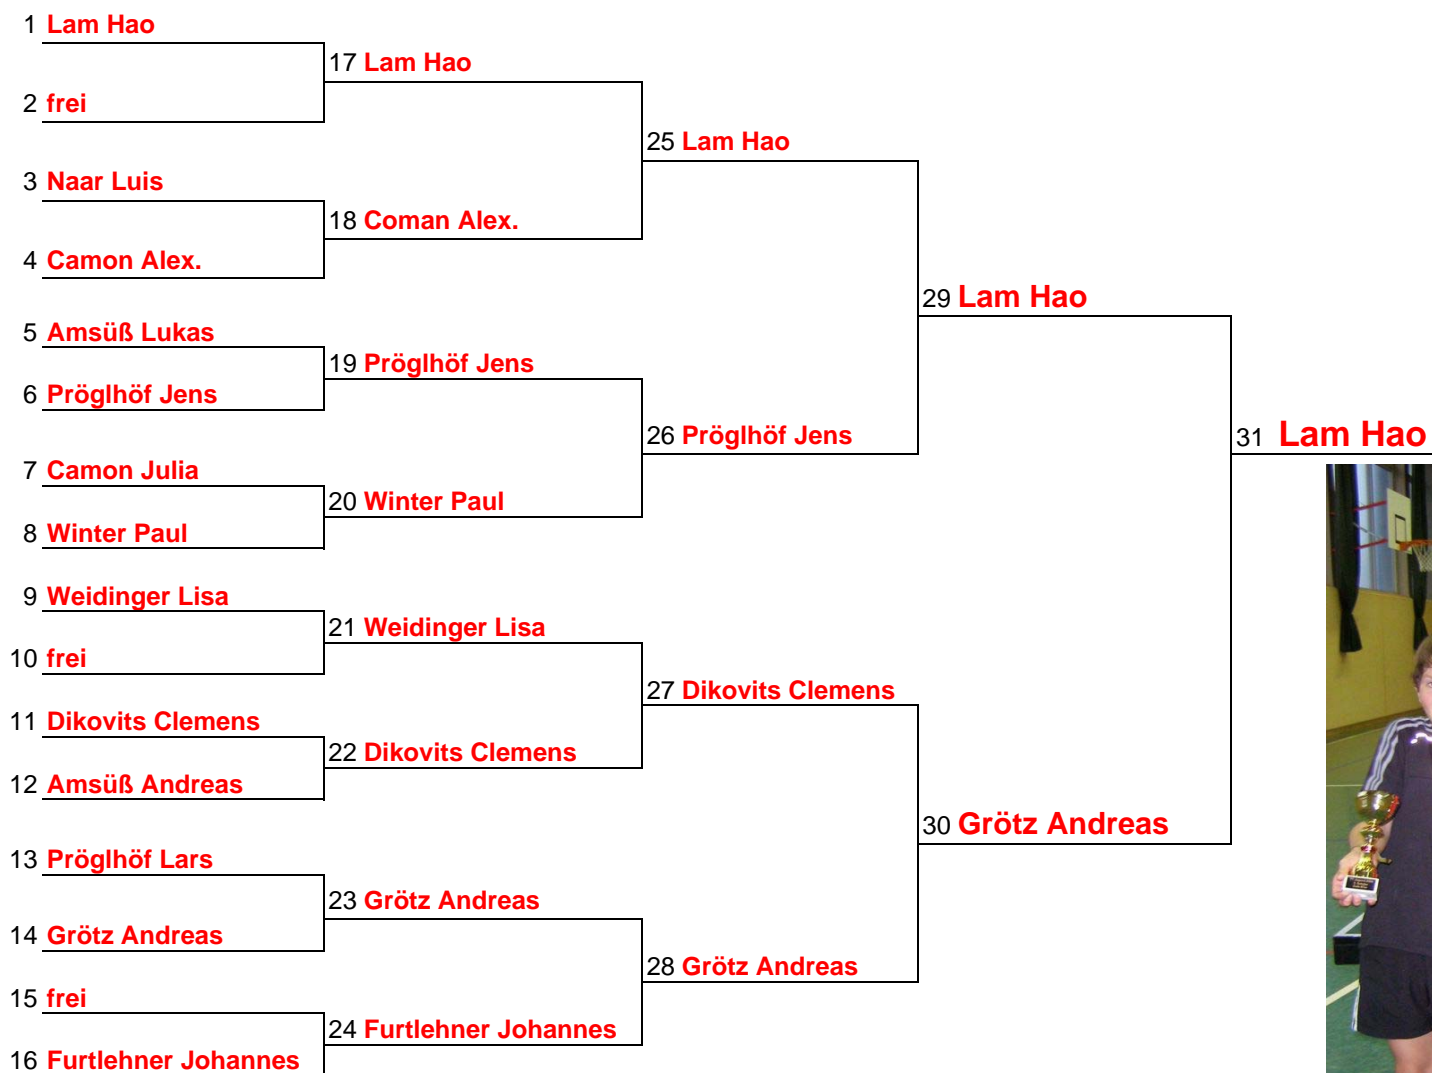 1 Lam Hao
17 Lam Hao
2 frei
25 Lam Hao
3 Naar Luis
18 Coman Alex.
4 Camon Alex.
29 Lam Hao
5 Amsüß Lukas
19 Pröglhöf Jens
6 Pröglhöf Jens
26 Pröglhöf Jens
31 Lam Hao
7 Camon Julia
20 Winter Paul
8 Winter Paul
9 Weidinger Lisa
21 Weidinger Lisa
10 frei
27 Dikovits Clemens
11 Dikovits Clemens
22 Dikovits Clemens
12 Amsüß Andreas
30 Grötz Andreas
13 Pröglhöf Lars
23 Grötz Andreas
14 Grötz Andreas
28 Grötz Andreas
15 frei
24 Furtlehner Johannes
16 Furtlehner Johannes